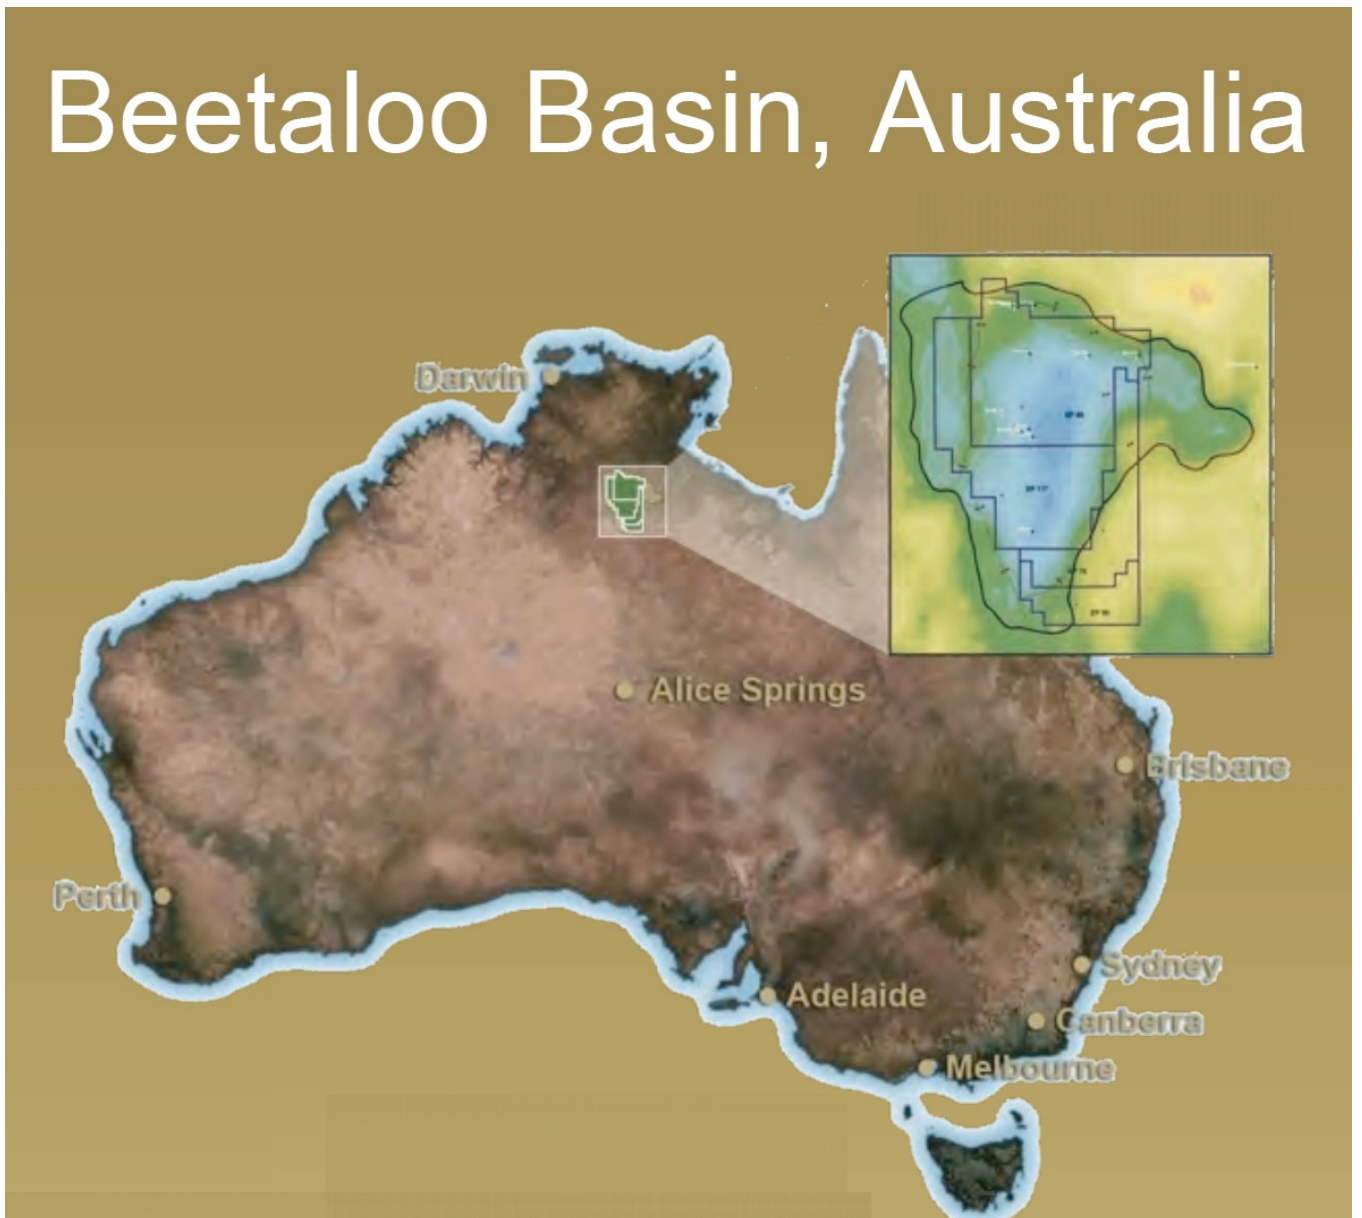 Beetaloo Basin, Australia
Darwin
Alice Springs
Brisbane
Perth
Sydney
Adelaide
Canberra
Melbourne